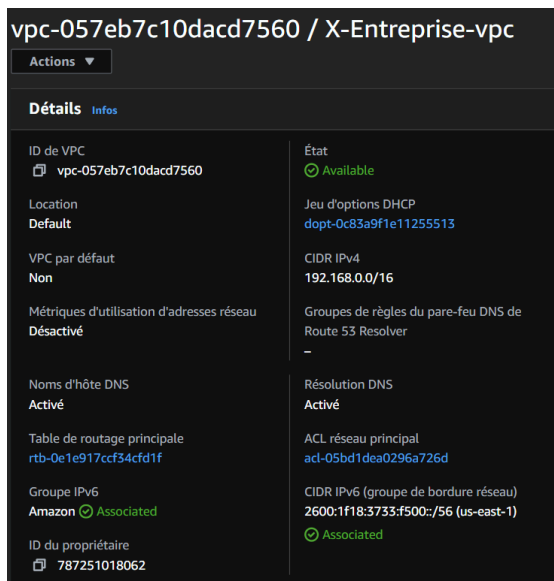 vpc-057eb7c10dacd7560 / X-Entreprise-vpc
Actions ▼
Détails Infos
ID de VPC
vpc-057eb7c10dacd7560
État
Available
Location
Default
Jeu d'options DHCP
dopt-0c83a9f1e11255513
VPC par défaut
Non
CIDR IPv4
192.168.0.0/16
Métriques d'utilisation d'adresses réseau
Désactivé
Groupes de règles du pare-feu DNS de
Route 53 Resolver
–
Noms d'hôte DNS
Activé
Résolution DNS
Activé
Table de routage principale
rtb-0e1e917ccf34cfd1f
ACL réseau principal
acl-05bd1dea0296a726d
Groupe IPv6
Amazon Associated
CIDR IPv6 (groupe de bordure réseau)
2600:1f18:3733:f500::/56 (us-east-1)
Associated
ID du propriétaire
787251018062